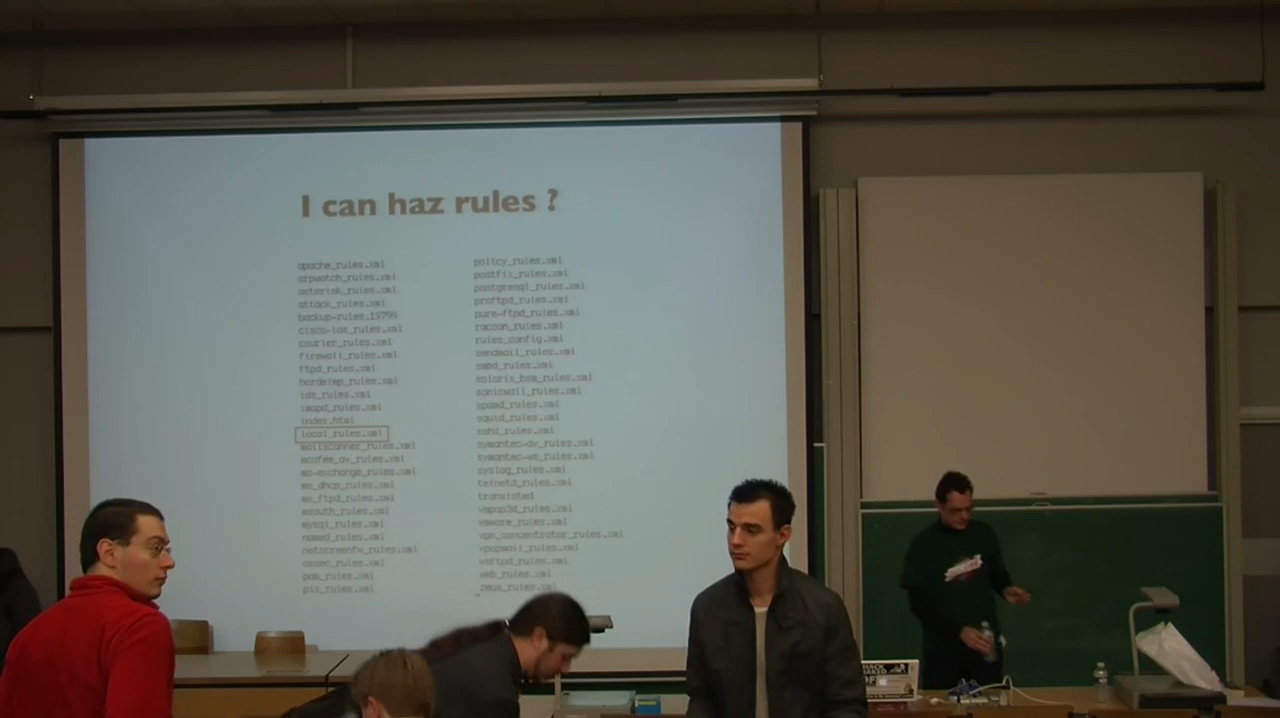 I can haz rules ?
apache_rules.xml
arpwatch_rules.xml
asterisk_rules.xml
attack_rules.xml
backup-rules.19799
cisco-ios_rules.xml
courier_rules.xml
firewall_rules.xml
ftpd_rules.xml
hordeimp_rules.xml
ids_rules.xml
imapd_rules.xml
index.html
local_rules.xml
mailscanner_rules.xml
mcafee_av_rules.xml
ms-exchange_rules.xml
ms_dhcp_rules.xml
ms_ftpd_rules.xml
msauth_rules.xml
mysql_rules.xml
named_rules.xml
netscreenfw_rules.xml
ossec_rules.xml
pam_rules.xml
pix_rules.xml
policy_rules.xml
postfix_rules.xml
postgresql_rules.xml
proftpd_rules.xml
pure-ftpd_rules.xml
racoon_rules.xml
rules_config.xml
sendmail_rules.xml
smbd_rules.xml
solaris_bsm_rules.xml
sonicwall_rules.xml
spamd_rules.xml
squid_rules.xml
sshd_rules.xml
symantec-av_rules.xml
symantec-ws_rules.xml
syslog_rules.xml
telnetd_rules.xml
translated
vmpop3d_rules.xml
vmware_rules.xml
vpn_concentrator_rules.xml
vpopmail_rules.xml
vsftpd_rules.xml
web_rules.xml
zeus_rules.xml
HACK
NAKED